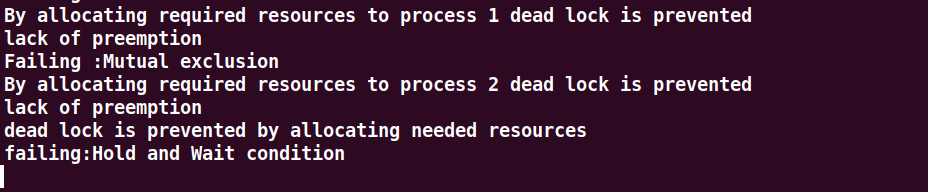 By allocating required resources to process 1 dead lock is prevented
lack of preemption
Failing :Mutual exclusion
By allocating required resources to process 2 dead lock is prevented
lack of preemption
dead lock is prevented by allocating needed resources
failing:Hold and Wait condition